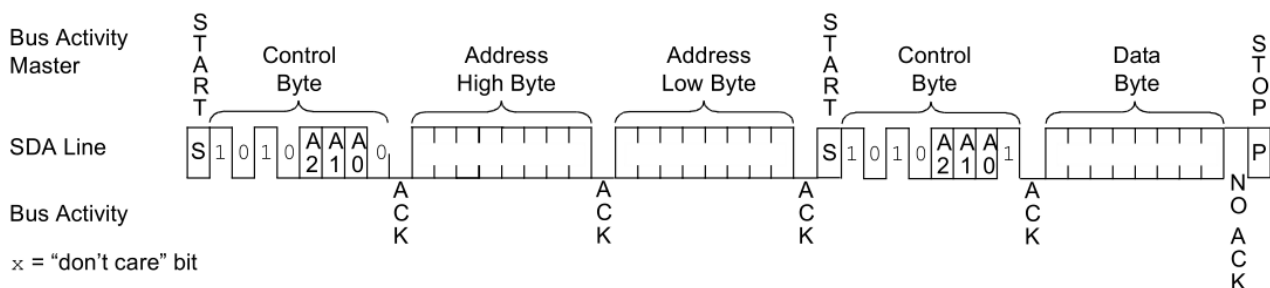 Bus Activity
Master
START
Control
Byte
Address
High Byte
Address
Low Byte
START
Control
Byte
Data
Byte
STOP
SDA Line
S 1 0 1 0 A2 A1 A0 0
S 1 0 1 0 A2 A1 A0 1
P
Bus Activity
ACK
ACK
ACK
ACK
NO ACK
x = “don’t care” bit